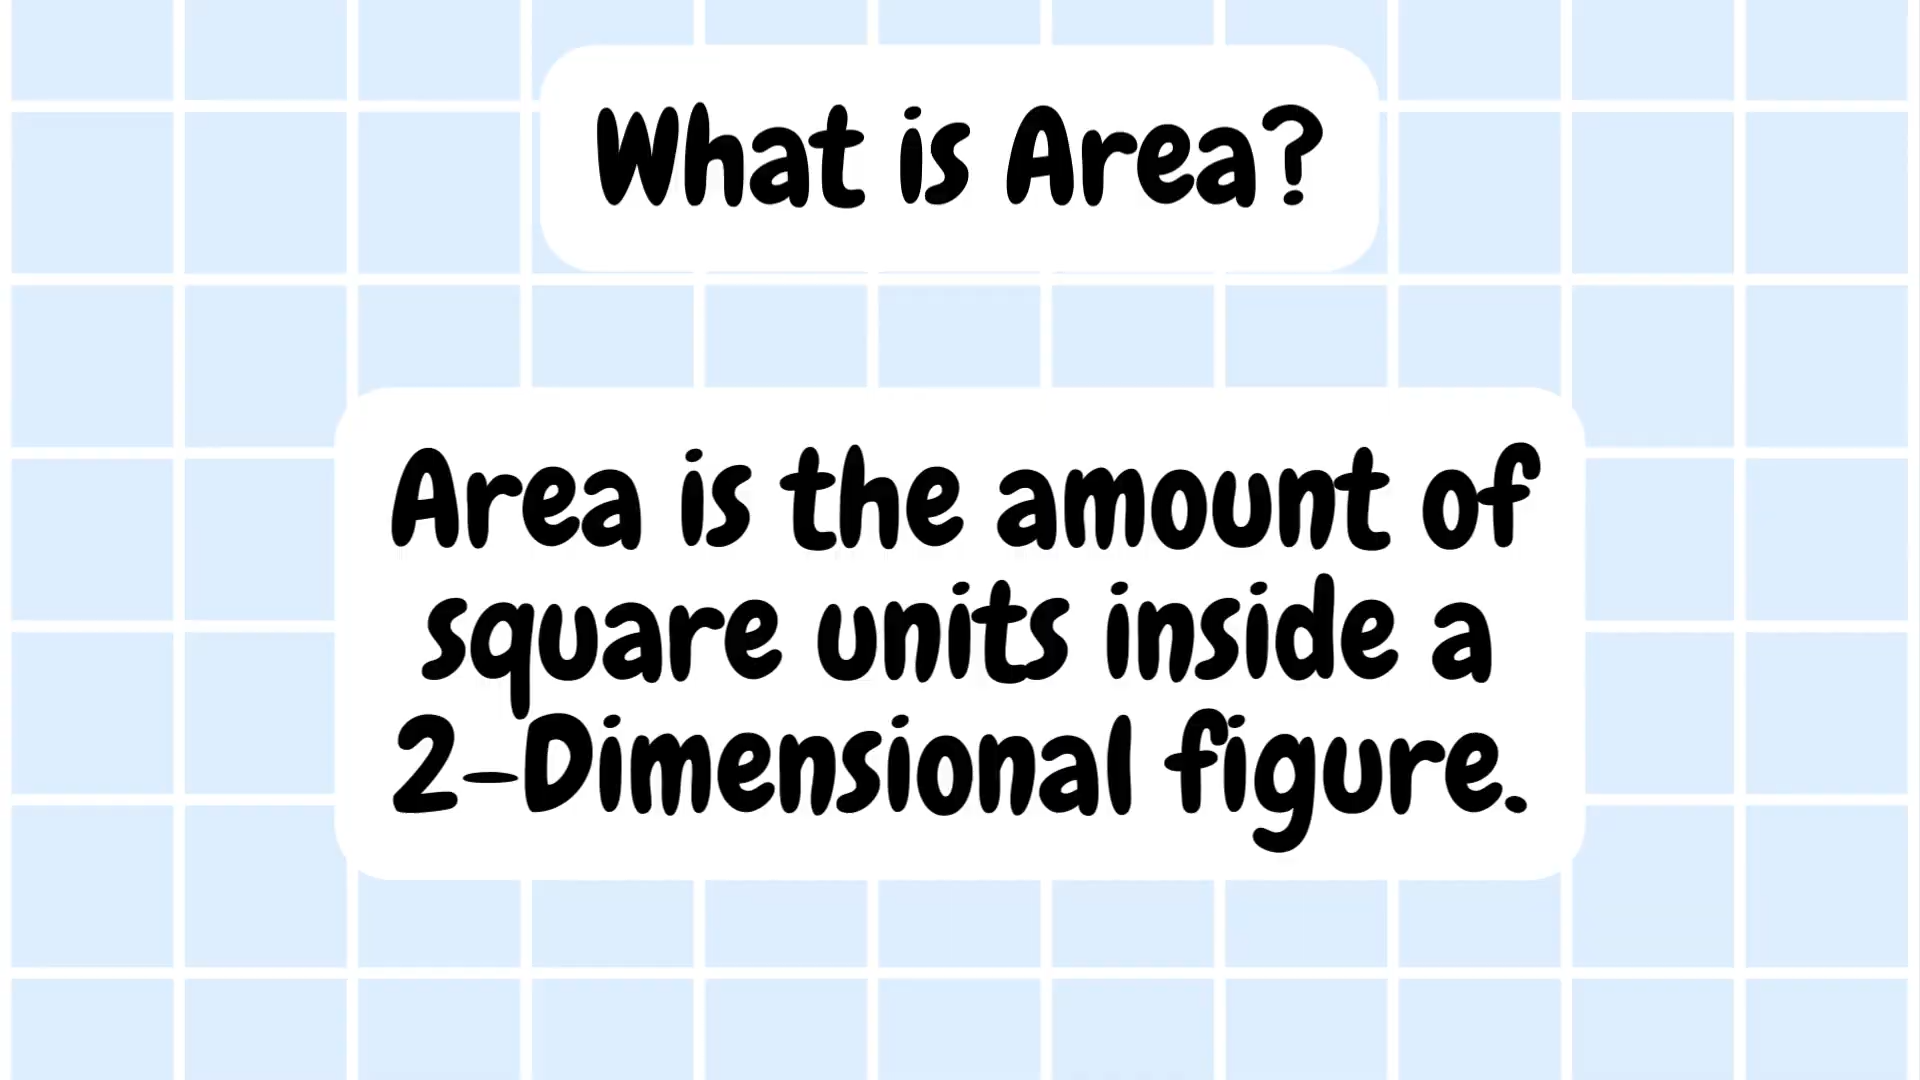 What is Area?
Area is the amount of
square units inside a
2-Dimensional figure.